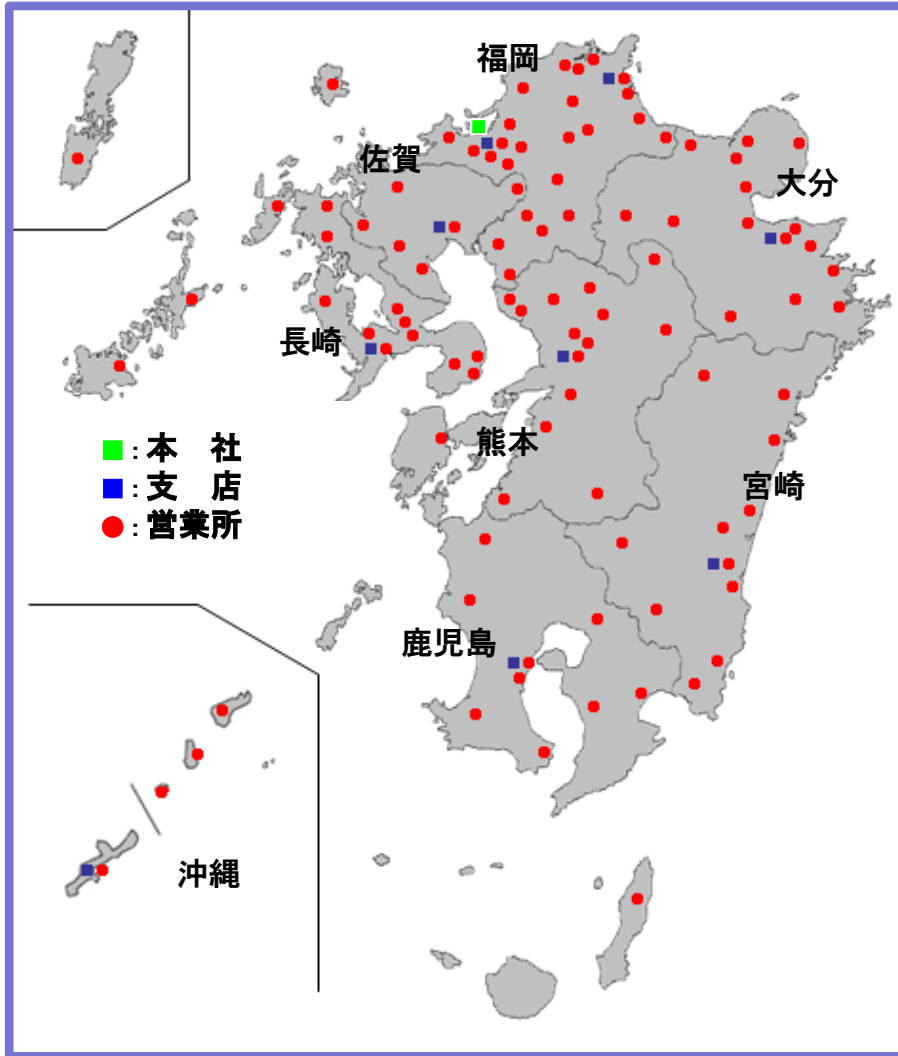 福岡
佐賀
大分
長崎
熊本
■：本　社
■：支　店
●：営業所
宮崎
鹿児島
沖縄